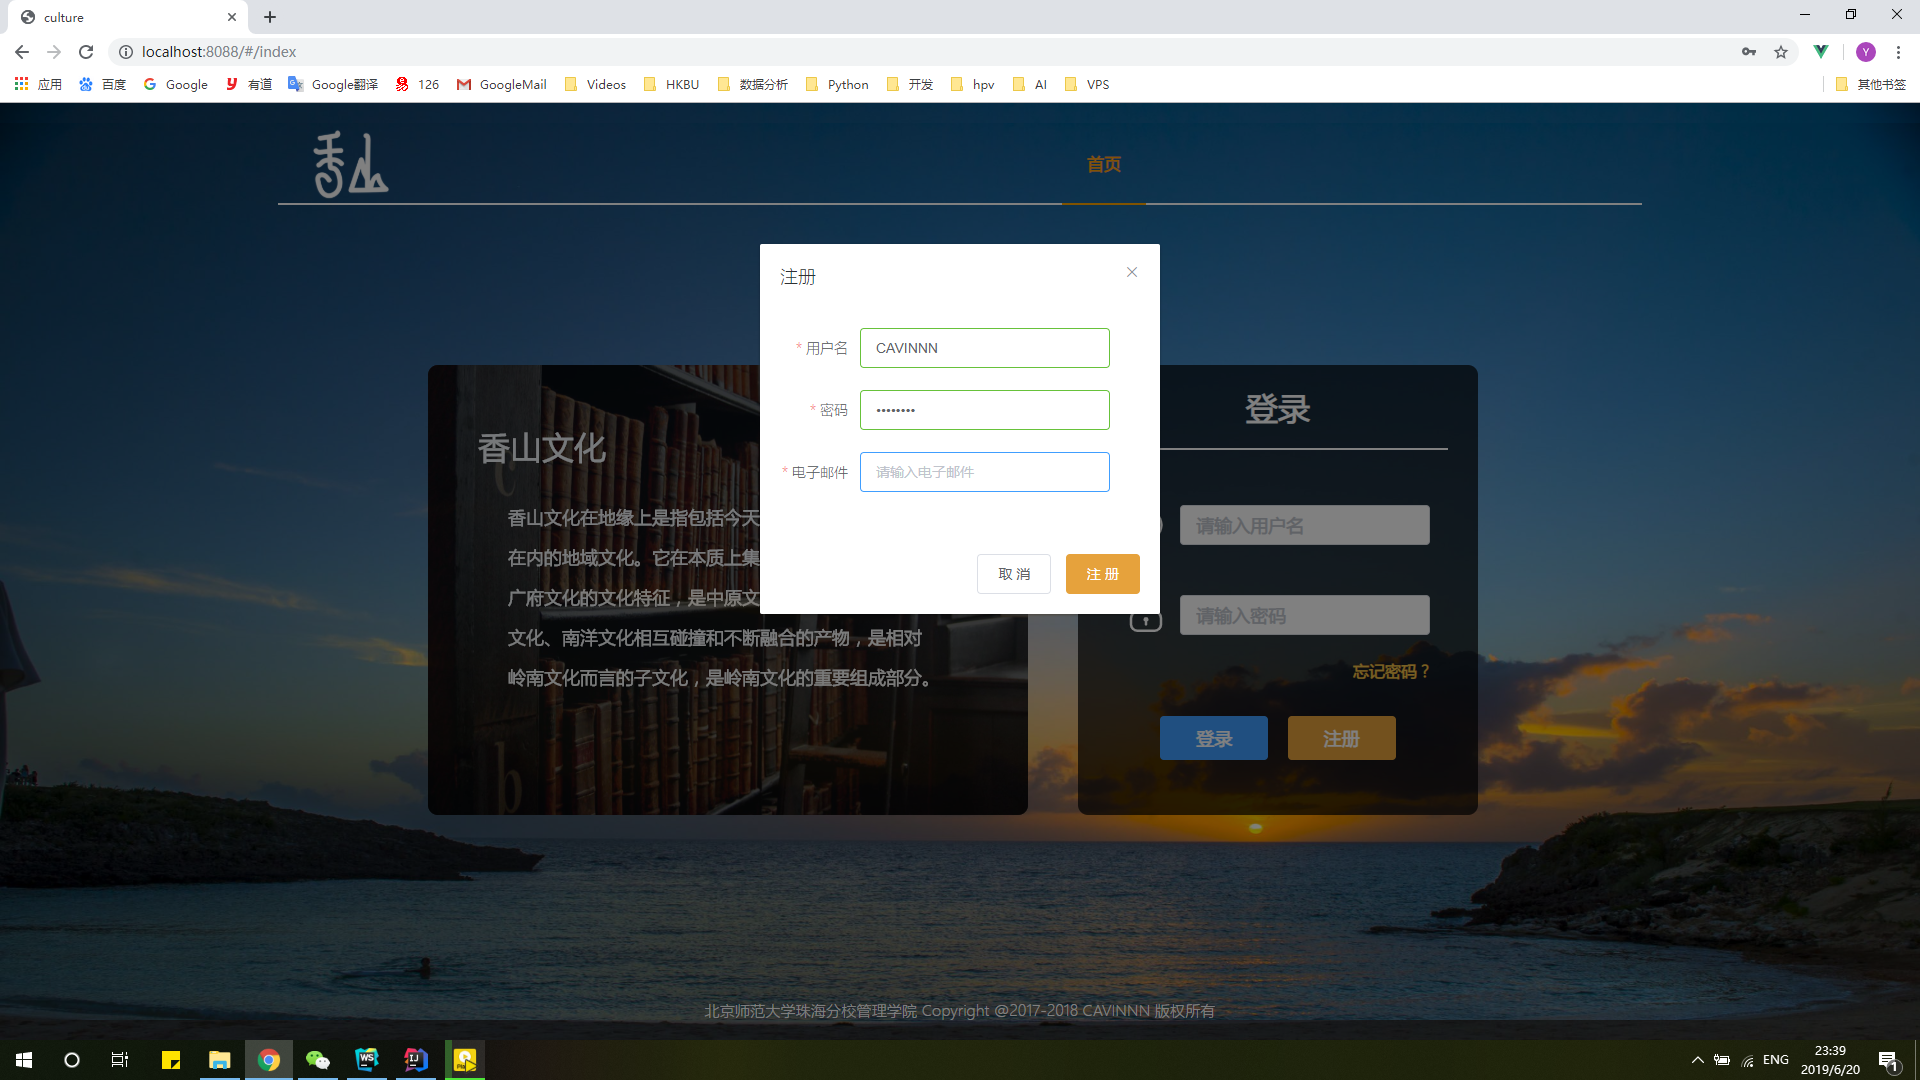 culture
localhost:8088/#/index
应用 百度 Google 有道 Google翻译 126 GoogleMail Videos HKBU 数据分析 Python 开发 hpv AI VPS 其他书签
Y
香山
首页
注册
* 用户名 CAVINNN
* 密码 ••••••••
* 电子邮件 请输入电子邮件
取 消 注 册
香山文化
香山文化在地缘上是指包括今天
在内的地域文化。它在本质上集
广府文化的文化特征，是中原文
文化、南洋文化相互碰撞和不断融合的产物，是相对
岭南文化而言的子文化，是岭南文化的重要组成部分。
登录
请输入用户名
请输入密码
忘记密码？
登录 注册
北京师范大学珠海分校管理学院 Copyright @2017-2018 CAVINNN 版权所有
WS
IJ
ENG
23:39
2019/6/20
1